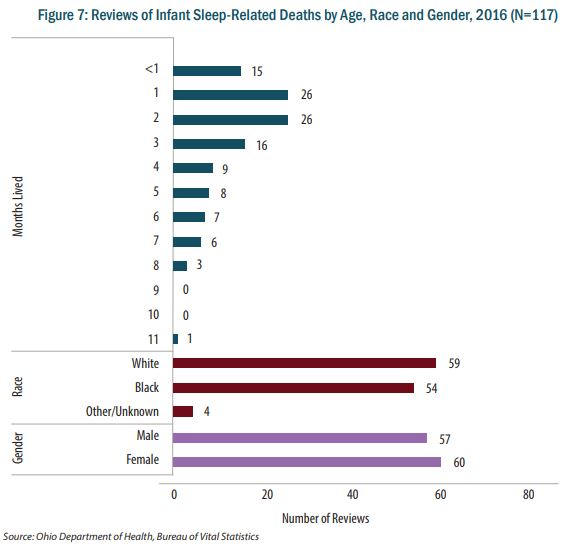 Figure 7: Reviews of Infant Sleep-Related Deaths by Age, Race and Gender, 2016 (N=117)
Months Lived
<1 15
1 26
2 26
3 16
4 9
5 8
6 7
7 6
8 3
9 0
10 0
11 1
Race
White 59
Black 54
Other/Unknown 4
Gender
Male 57
Female 60
0 20 40 60 80
Number of Reviews
Source: Ohio Department of Health, Bureau of Vital Statistics